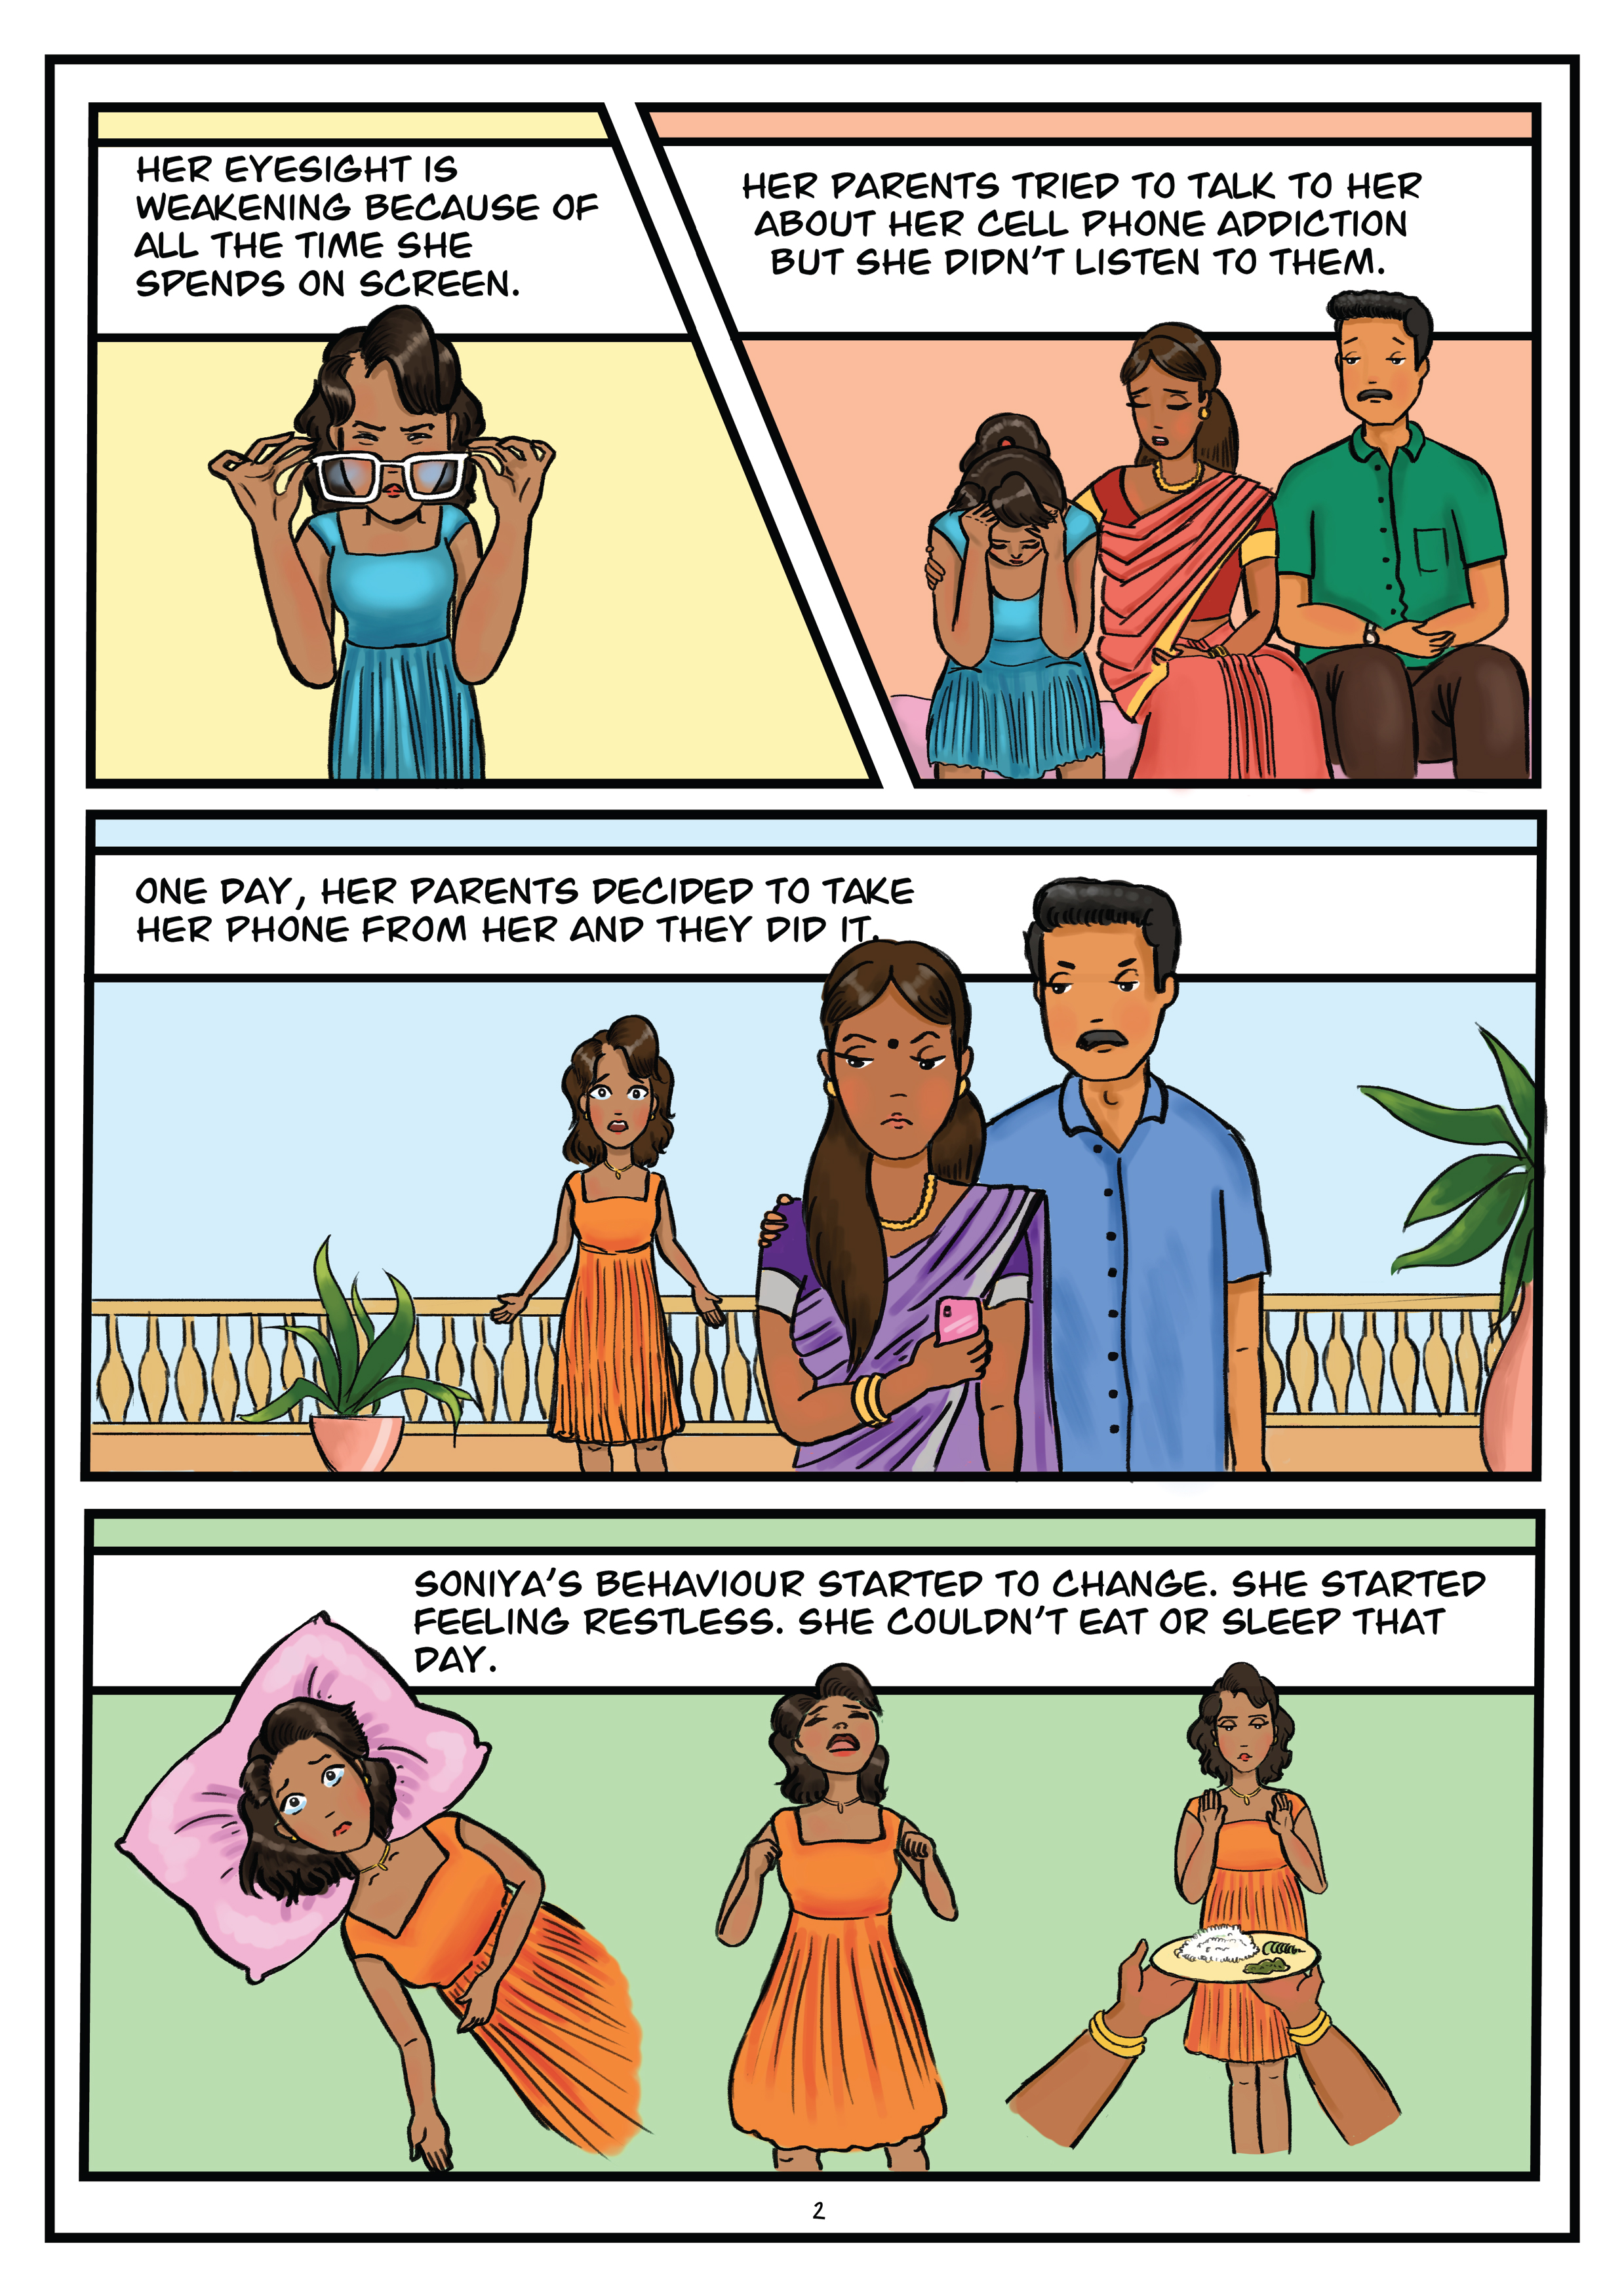 HER EYESIGHT IS
WEAKENING BECAUSE OF
ALL THE TIME SHE
SPENDS ON SCREEN.
HER PARENTS TRIED TO TALK TO HER
ABOUT HER CELL PHONE ADDICTION
BUT SHE DIDN'T LISTEN TO THEM.
ONE DAY, HER PARENTS DECIDED TO TAKE
HER PHONE FROM HER AND THEY DID IT.
SONIYA'S BEHAVIOUR STARTED TO CHANGE. SHE STARTED
FEELING RESTLESS. SHE COULDN'T EAT OR SLEEP THAT
DAY.
2